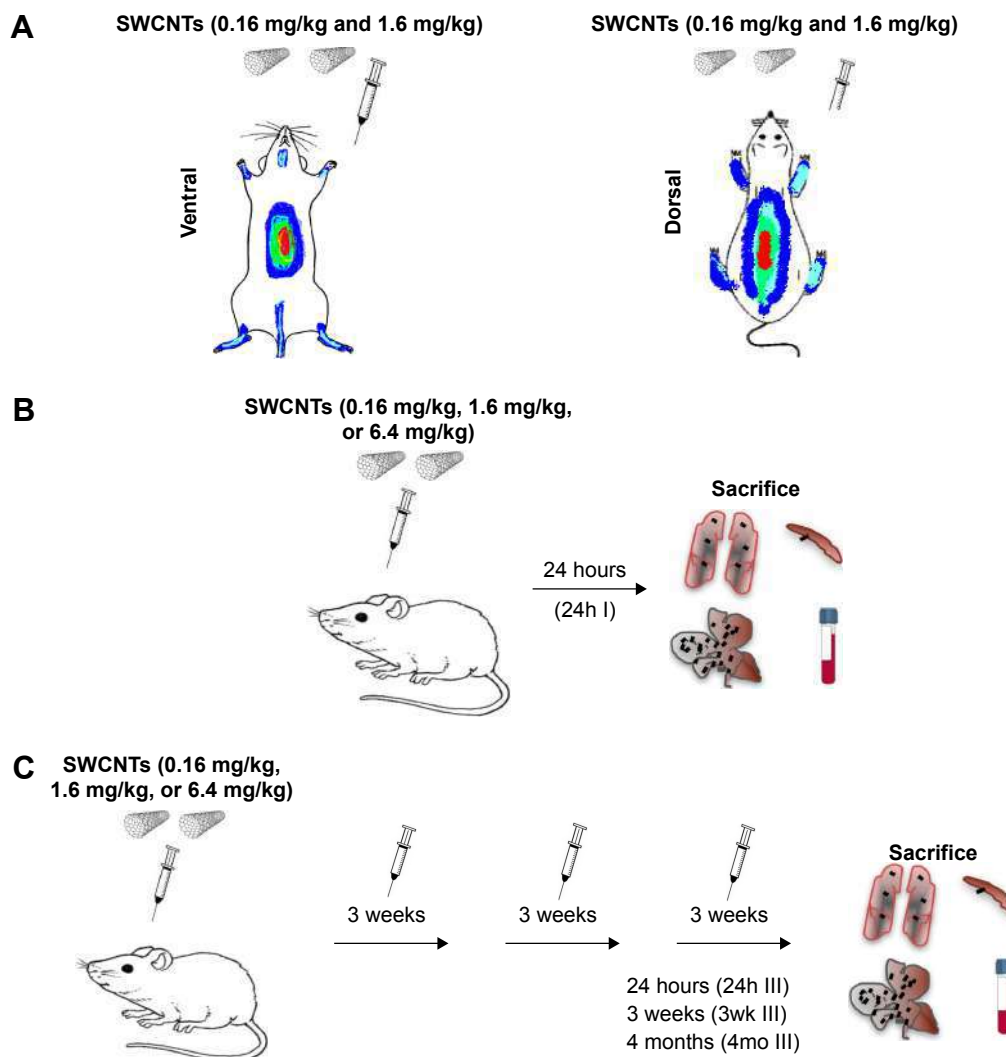 A
SWCNTs (0.16 mg/kg and 1.6 mg/kg)
SWCNTs (0.16 mg/kg and 1.6 mg/kg)
Ventral
Dorsal
B
SWCNTs (0.16 mg/kg, 1.6 mg/kg,
or 6.4 mg/kg)
Sacrifice
24 hours
(24h I)
C
SWCNTs (0.16 mg/kg,
1.6 mg/kg, or 6.4 mg/kg)
Sacrifice
3 weeks
3 weeks
3 weeks
24 hours (24h III)
3 weeks (3wk III)
4 months (4mo III)